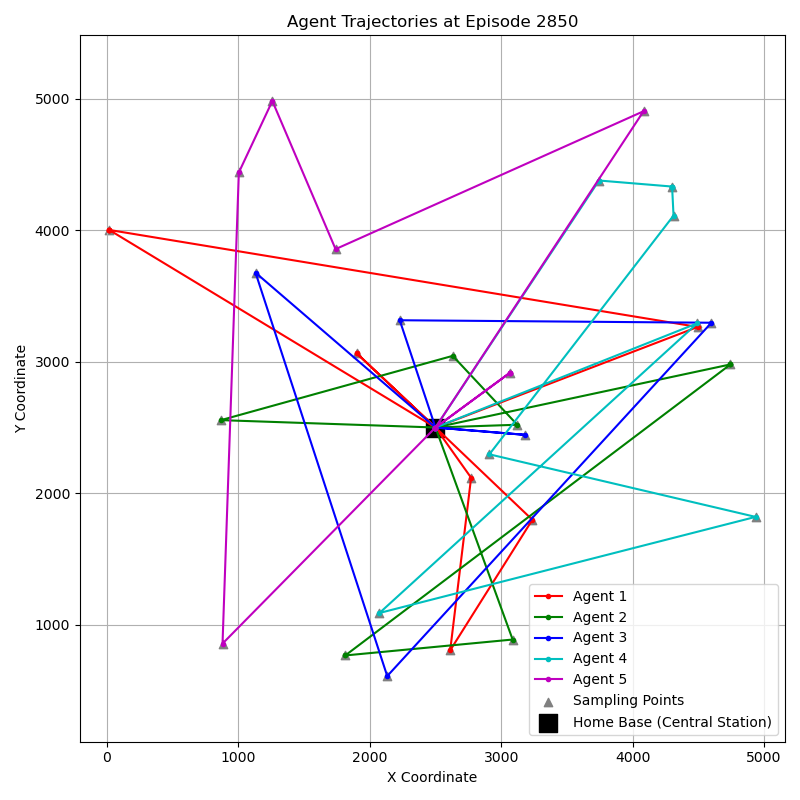 Agent Trajectories at Episode 2850
Y Coordinate
5000
4000
3000
2000
1000
0
1000
2000
3000
4000
5000
X Coordinate
Agent 1
Agent 2
Agent 3
Agent 4
Agent 5
Sampling Points
Home Base (Central Station)